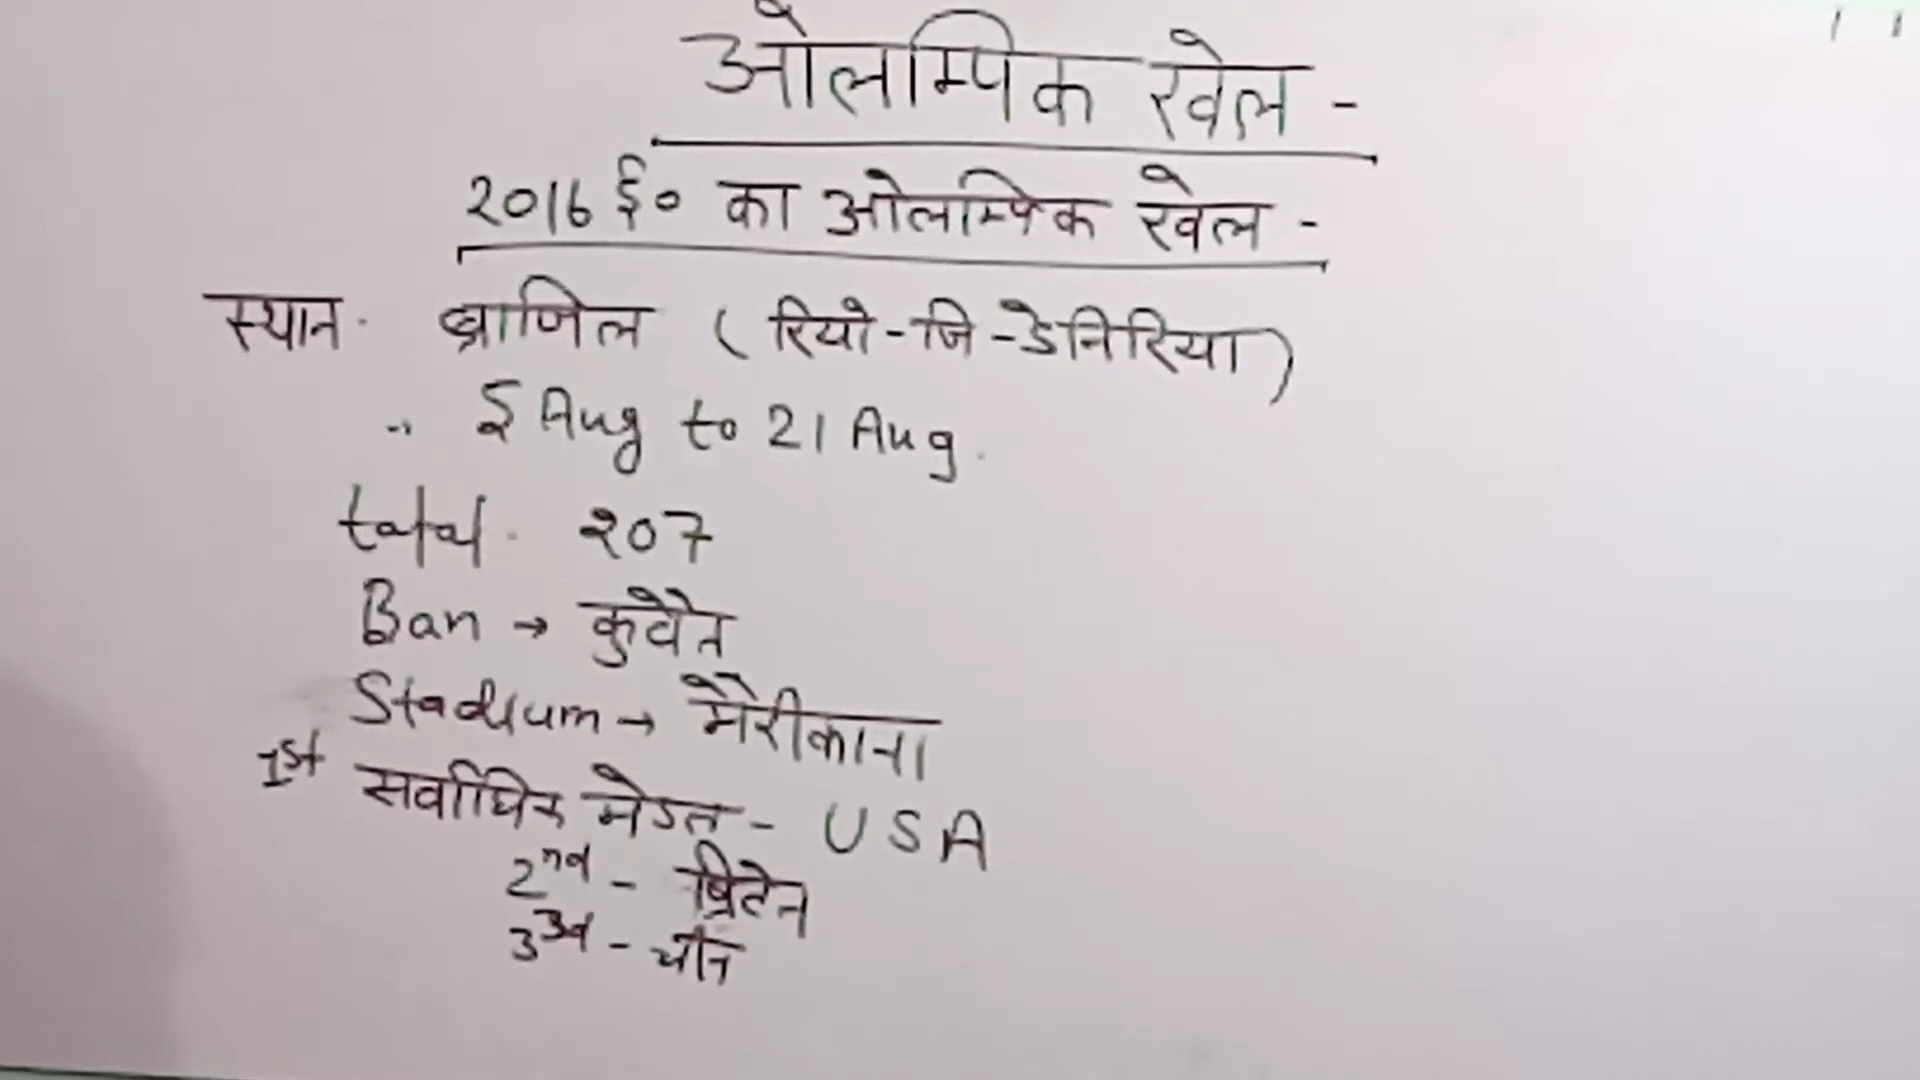 ओलम्पिक खेल -
2016 ई० का ओलम्पिक खेल -
स्थान - ब्राजिल ( रियो-जि-डेनिरिया)
" 5 Aug to 21 Aug.
total - 207
Ban → कुवैत
Stadium → मैरीकाना
1st सर्वाधिक मेडल - USA
2nd - ब्रिटेन
3rd - चीन